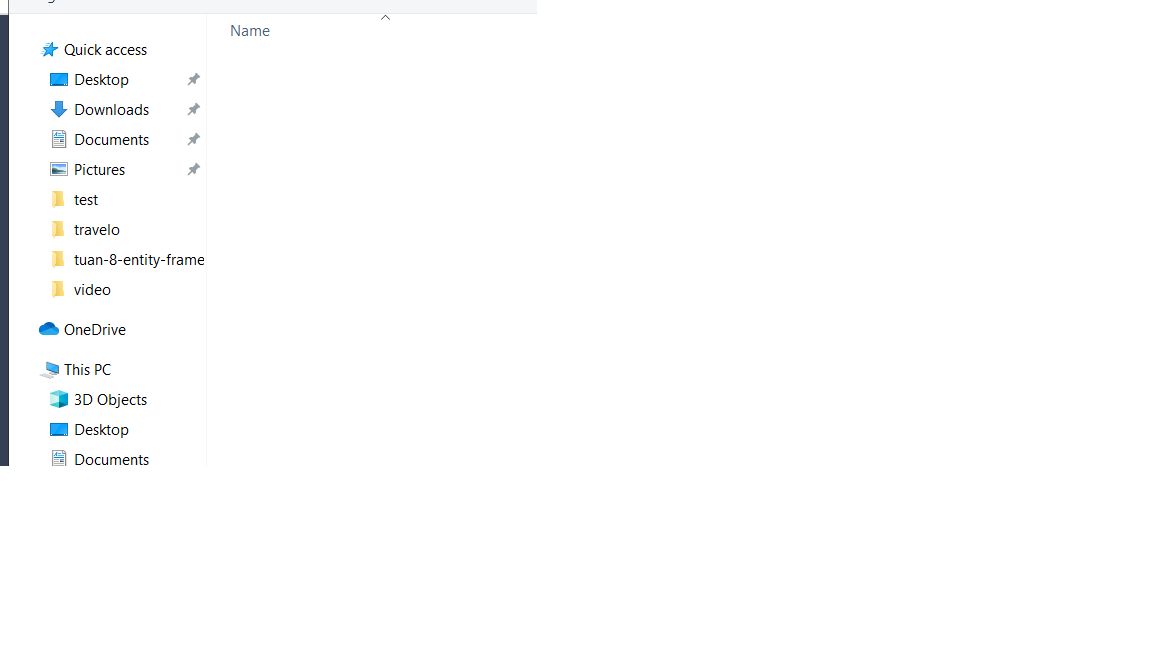 Name
Quick access
Desktop
Downloads
Documents
Pictures
test
travelo
tuan-8-entity-frame
video
OneDrive
This PC
3D Objects
Desktop
Documents